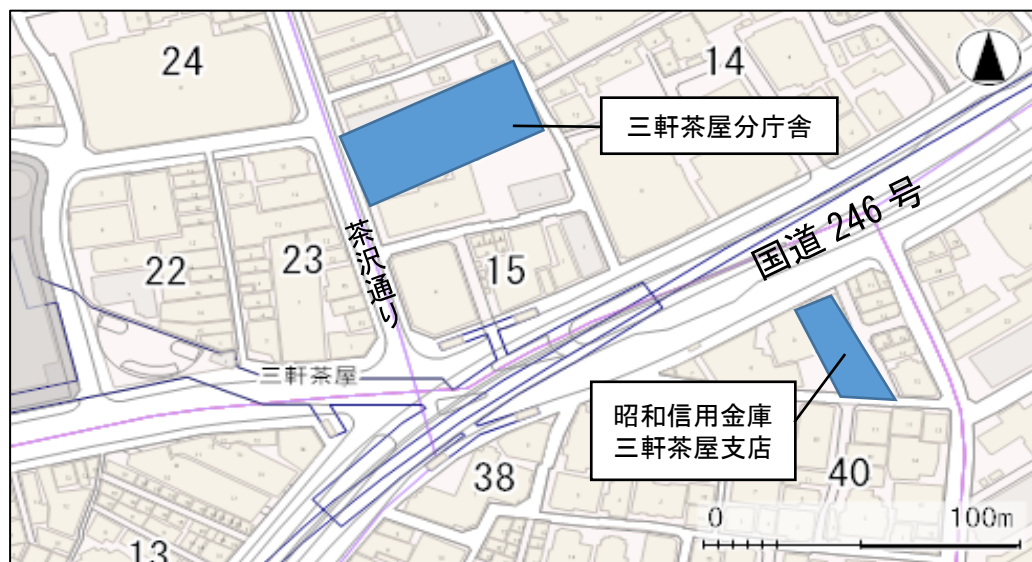 24
14
三軒茶屋分庁舎
茶沢通り
国道 246 号
22
23
15
三軒茶屋
昭和信用金庫
三軒茶屋支店
38
40
0 100m
13